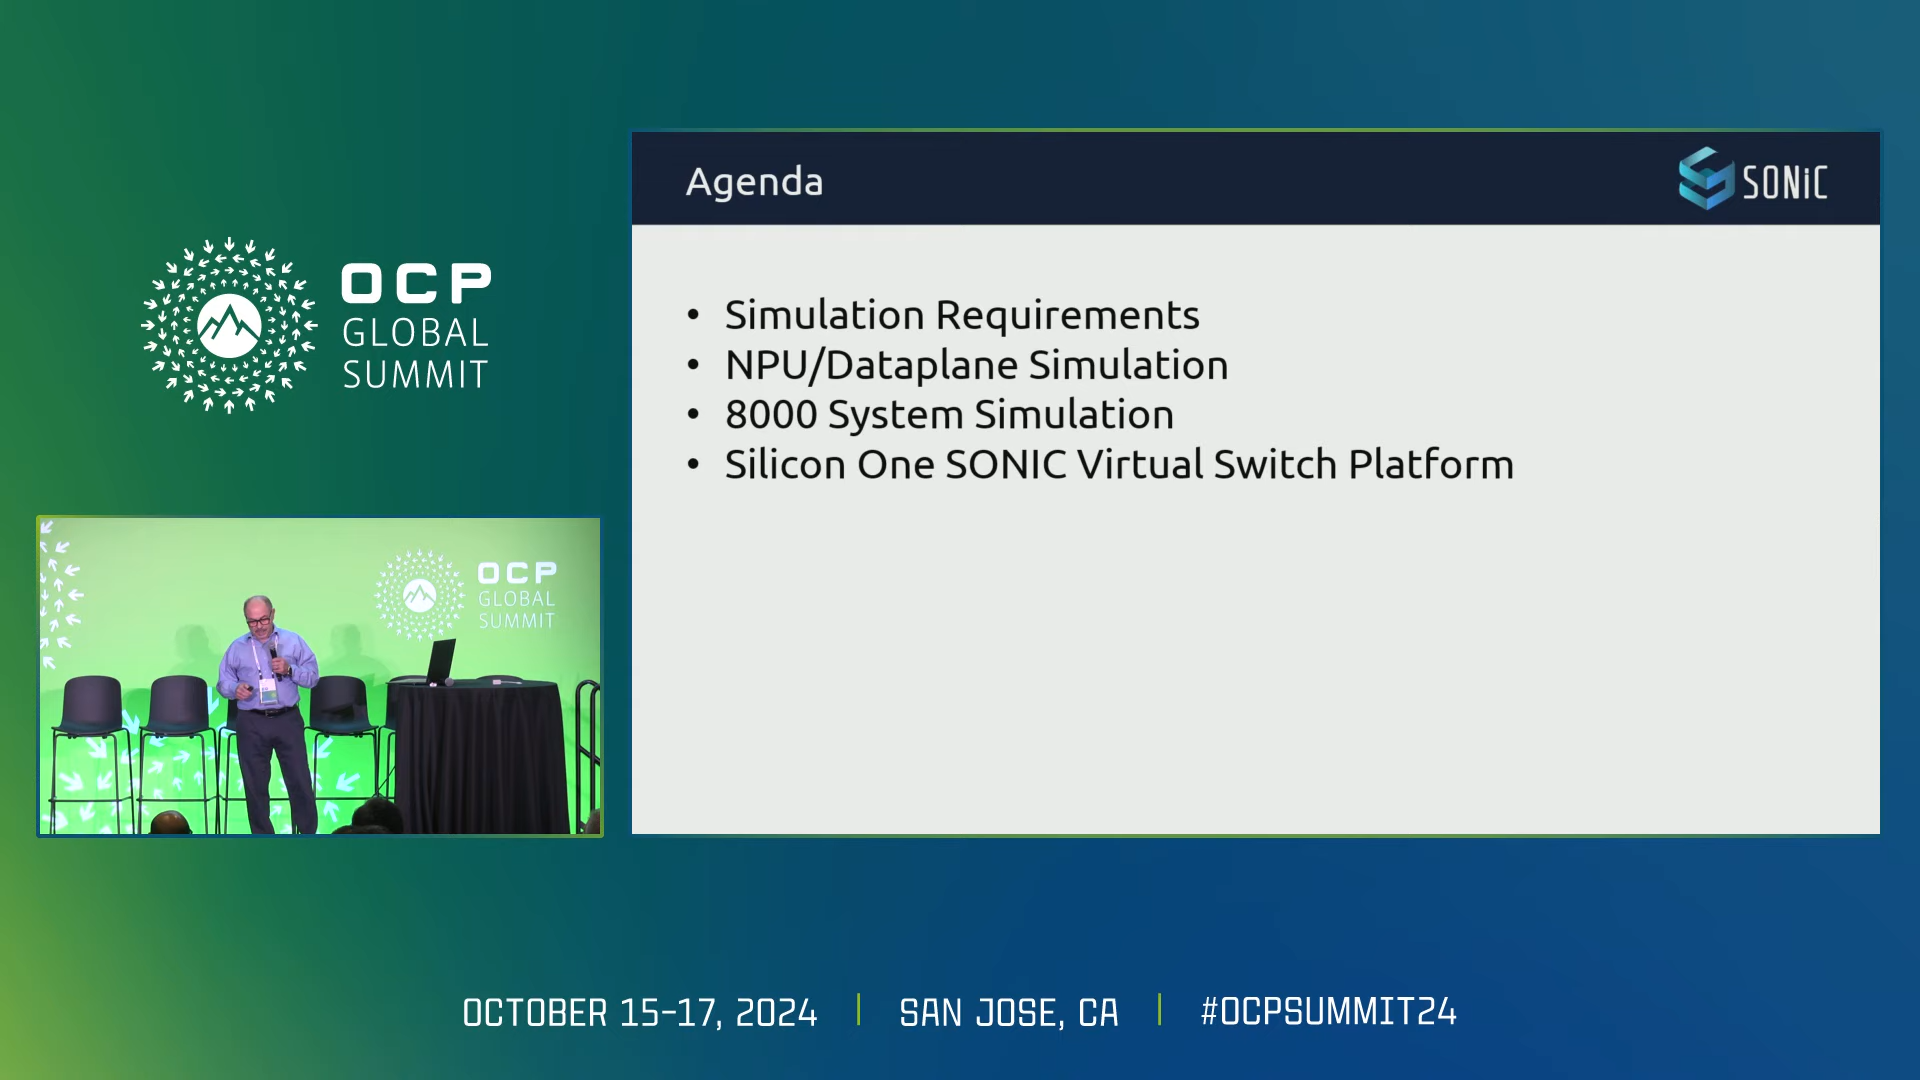 OCP
GLOBAL
SUMMIT
Agenda
SONiC
• Simulation Requirements
• NPU/Dataplane Simulation
• 8000 System Simulation
• Silicon One SONIC Virtual Switch Platform
OCP
GLOBAL
SUMMIT
OCTOBER 15-17, 2024 | SAN JOSE, CA | #OCPSUMMIT24